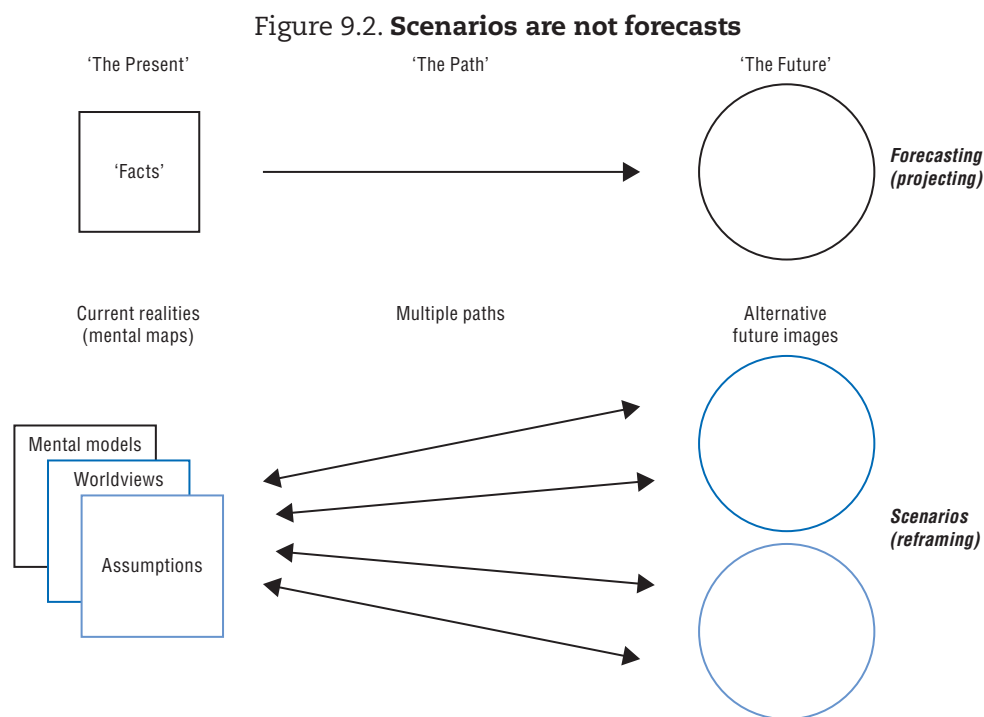 Figure 9.2. Scenarios are not forecasts
‘The Present’
‘The Path’
‘The Future’
‘Facts’
Forecasting
(projecting)
Current realities
(mental maps)
Multiple paths
Alternative
future images
Mental models
Worldviews
Assumptions
Scenarios
(reframing)